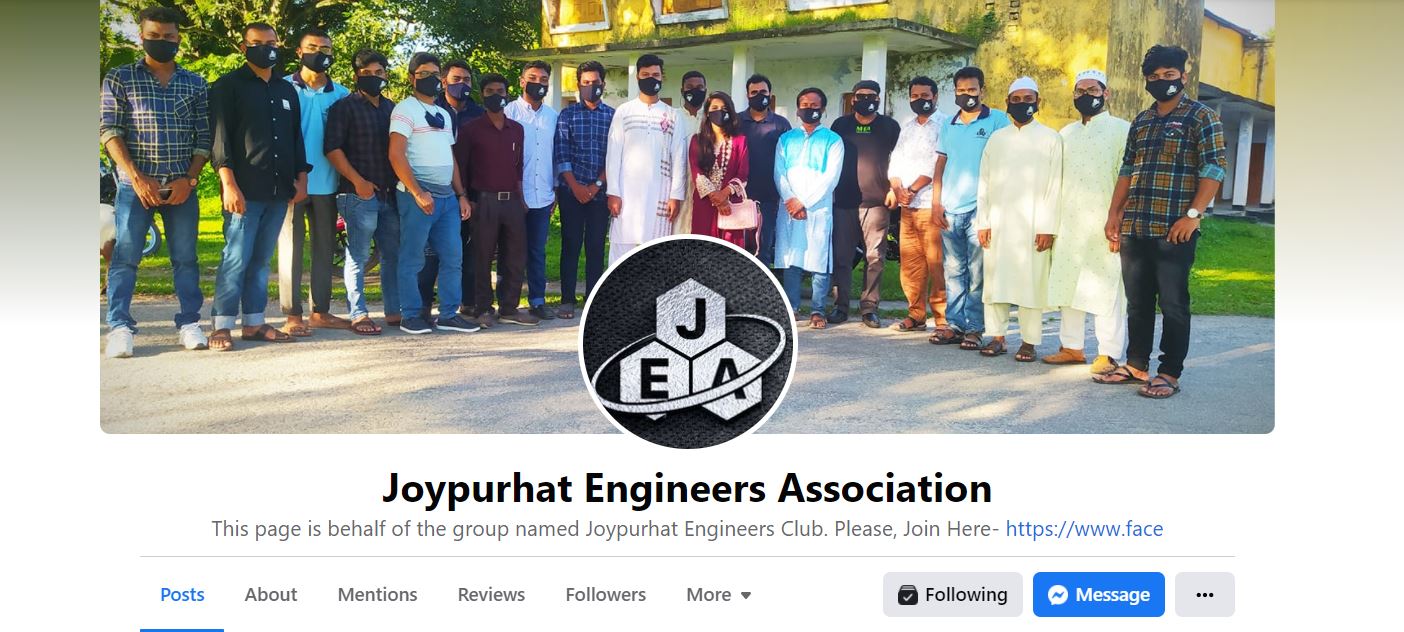 J
E A
Joypurhat Engineers Association
This page is behalf of the group named Joypurhat Engineers Club. Please, Join Here- https://www.face
Posts About Mentions Reviews Followers More Following Message